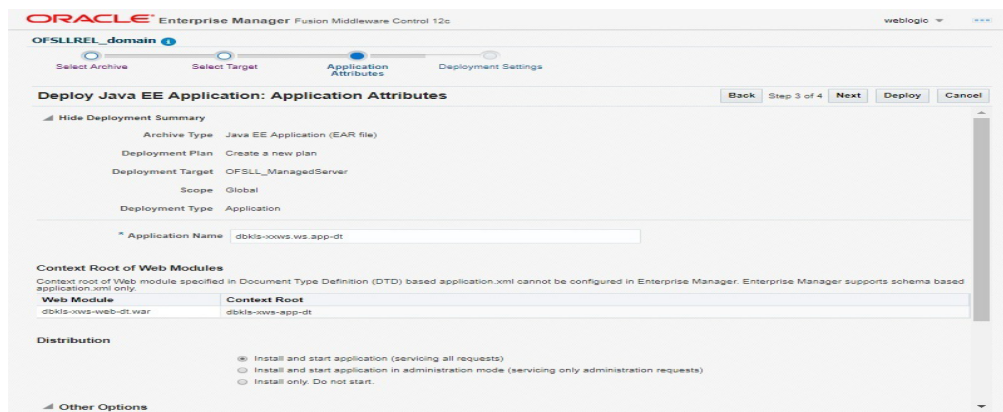 ORACLE Enterprise Manager Fusion Middleware Control 12c
weblogic
OFSLLREL_domain
Select Archive
Select Target
Application Attributes
Deployment Settings
Deploy Java EE Application: Application Attributes
Back Step 3 of 4 Next Deploy Cancel
Hide Deployment Summary
Archive Type Java EE Application (EAR file)
Deployment Plan Create a new plan
Deployment Target OFSLL_ManagedServer
Scope Global
Deployment Type Application
* Application Name dbkls-xxws.ws.app-dt
Context Root of Web Modules
Context root of Web module specified in Document Type Definition (DTD) based application.xml cannot be configured in Enterprise Manager. Enterprise Manager supports schema based
application.xml only.
Web Module Context Root
dbkls-xws-web-dt.war dbkls-xws-app-dt
Distribution
Install and start application (servicing all requests)
Install and start application in administration mode (servicing only administration requests)
Install only. Do not start.
Other Options